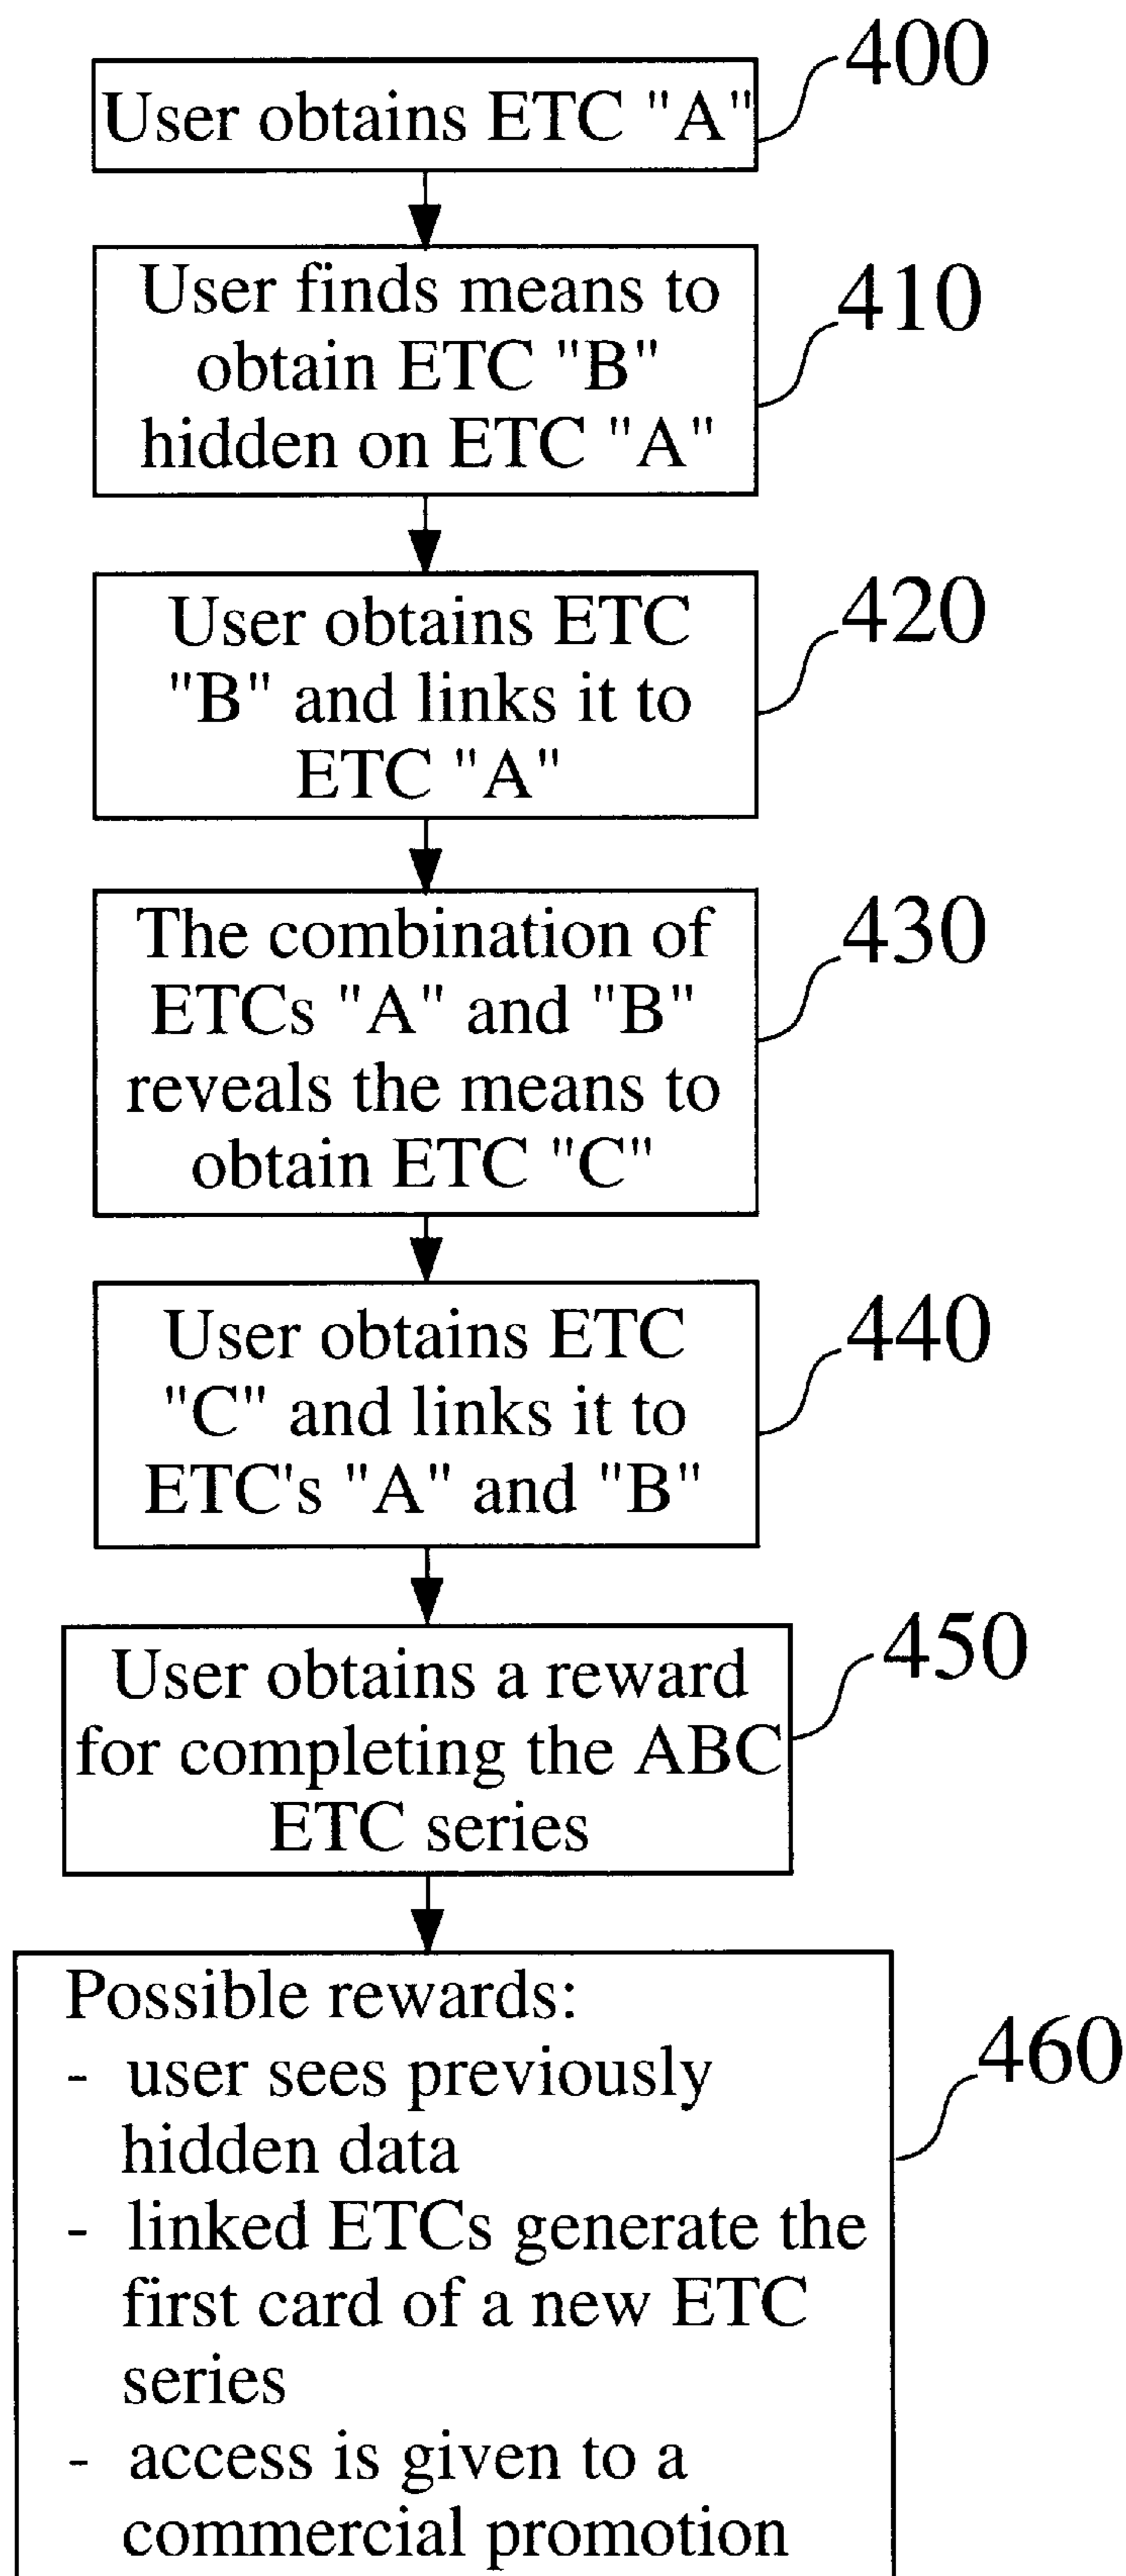 400
User obtains ETC "A"
User finds means to
obtain ETC "B"
hidden on ETC "A"
410
User obtains ETC
"B" and links it to
ETC "A"
420
The combination of
ETCs "A" and "B"
reveals the means to
obtain ETC "C"
430
User obtains ETC
"C" and links it to
ETC's "A" and "B"
440
User obtains a reward
for completing the ABC
ETC series
450
Possible rewards:
- user sees previously
hidden data
- linked ETCs generate the
first card of a new ETC
series
- access is given to a
commercial promotion
460